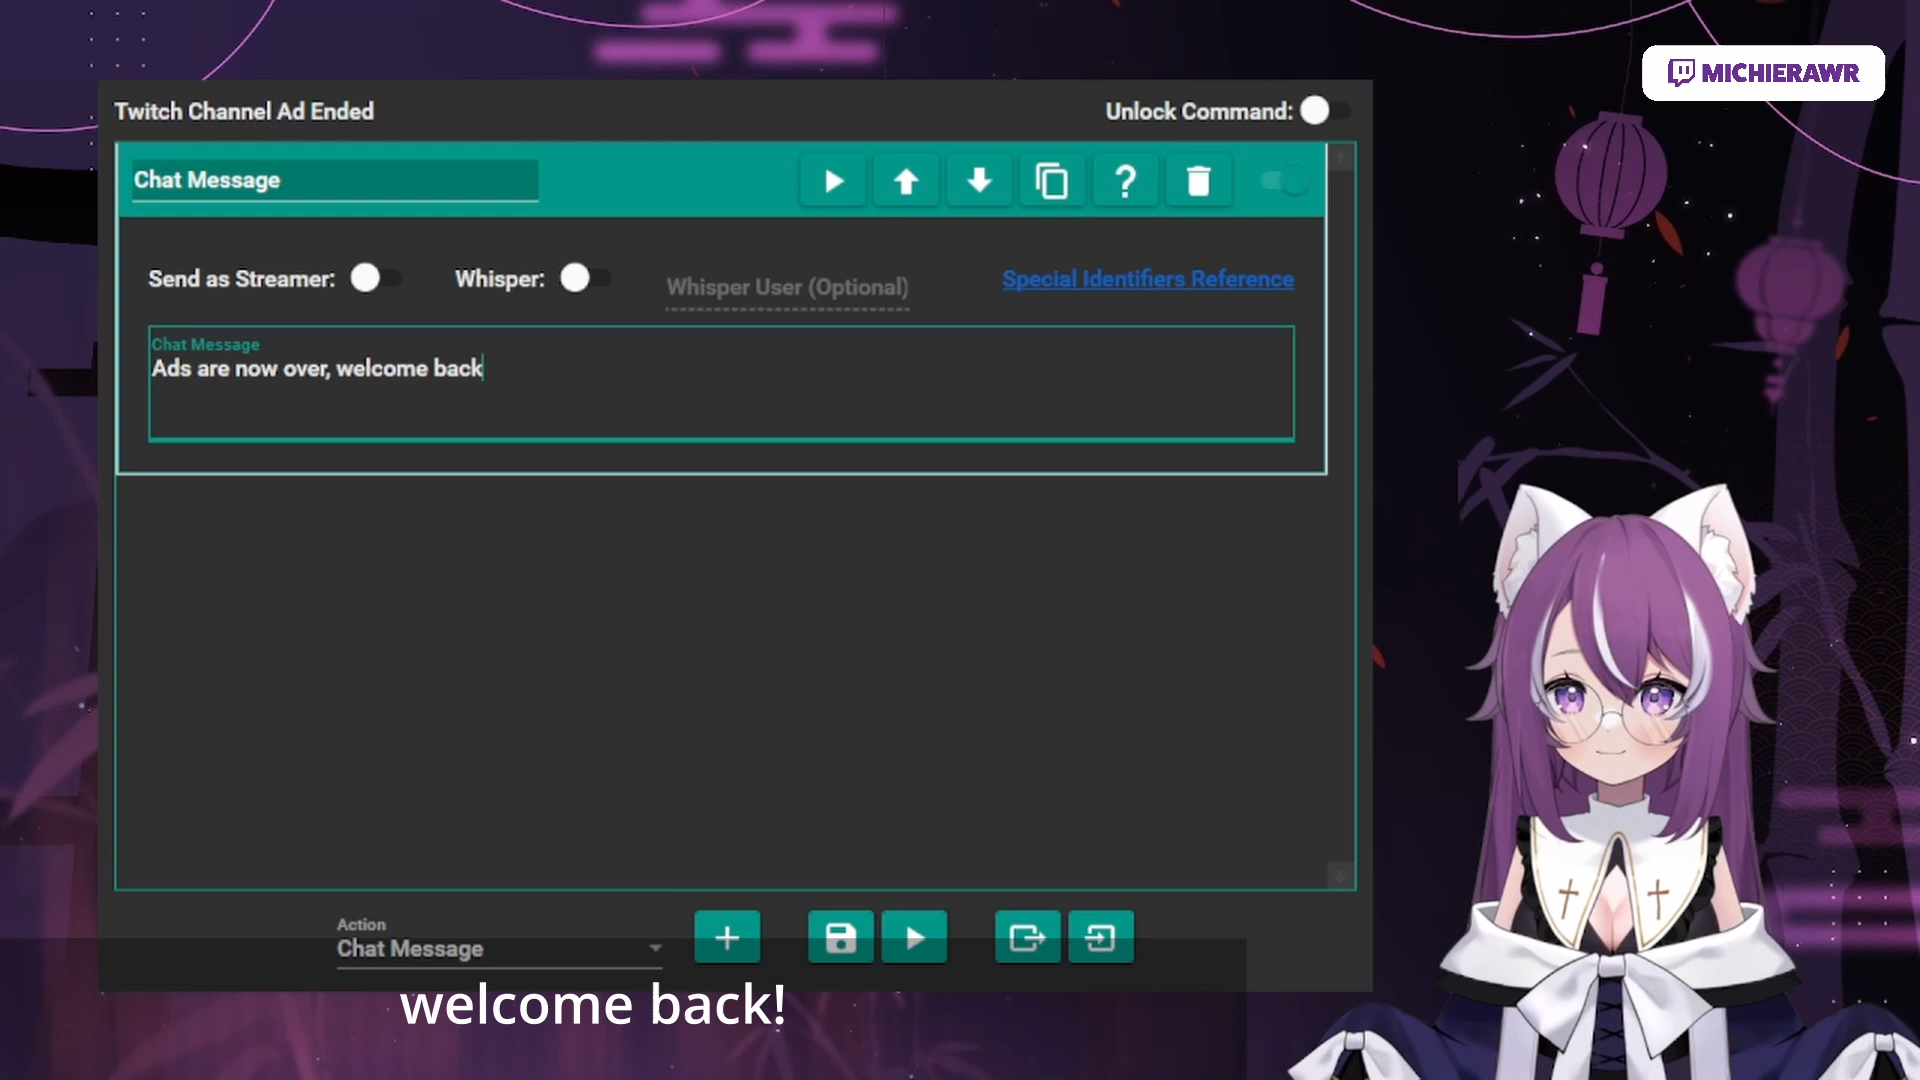 MICHIERAWR
Twitch Channel Ad Ended
Unlock Command:
Chat Message
?
Send as Streamer:
Whisper:
Whisper User (Optional)
Special Identifiers Reference
Chat Message
Ads are now over, welcome back
Action
Chat Message
welcome back!